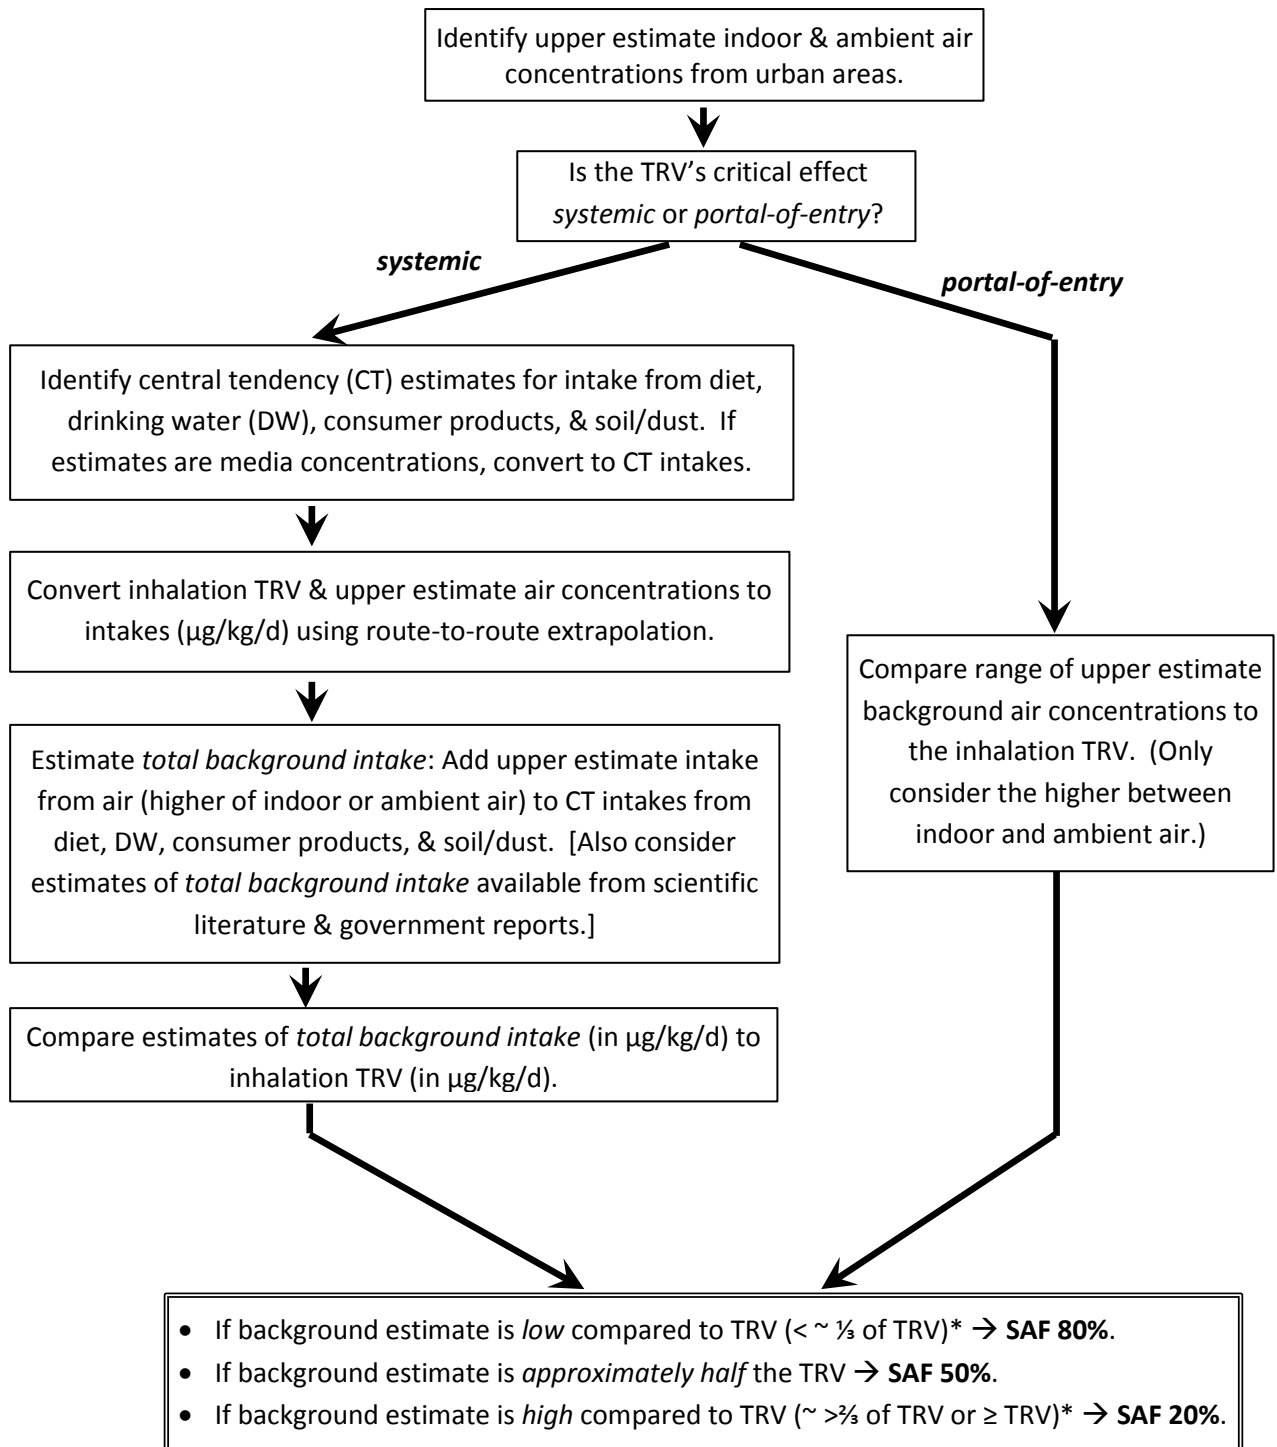 Identify upper estimate indoor & ambient air
concentrations from urban areas.
Is the TRV’s critical effect
systemic or portal-of-entry?
systemic
portal-of-entry
Identify central tendency (CT) estimates for intake from diet,
drinking water (DW), consumer products, & soil/dust.  If
estimates are media concentrations, convert to CT intakes.
Convert inhalation TRV & upper estimate air concentrations to
intakes (µg/kg/d) using route-to-route extrapolation.
Estimate total background intake: Add upper estimate intake
from air (higher of indoor or ambient air) to CT intakes from
diet, DW, consumer products, & soil/dust.  [Also consider
estimates of total background intake available from scientific
literature & government reports.]
Compare estimates of total background intake (in µg/kg/d) to
inhalation TRV (in µg/kg/d).
Compare range of upper estimate
background air concentrations to
the inhalation TRV.  (Only
consider the higher between
indoor and ambient air.)
• If background estimate is low compared to TRV (< ~ ⅓ of TRV)* → SAF 80%.
• If background estimate is approximately half the TRV → SAF 50%.
• If background estimate is high compared to TRV (~ >⅔ of TRV or ≥ TRV)* → SAF 20%.